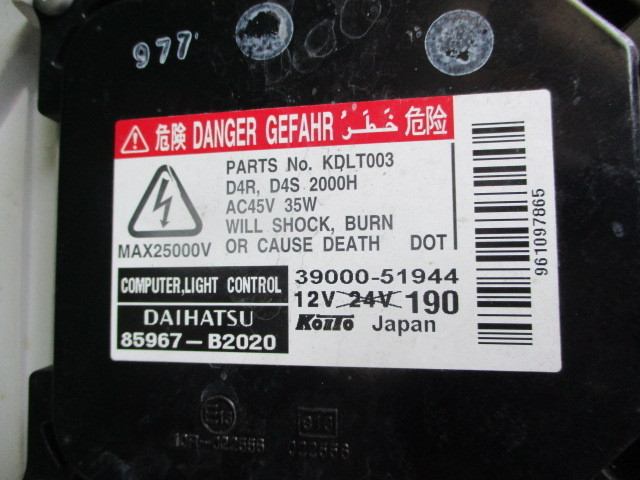 977
危険 DANGER GEFAHR خَطَرْ 危险
PARTS No. KDLT003
D4R, D4S 2000H
AC45V 35W
WILL SHOCK, BURN
OR CAUSE DEATH DOT
MAX25000V
COMPUTER,LIGHT CONTROL
39000-51944
12V 24V 190
DAIHATSU
85967-B2020
KOITO Japan
961097865